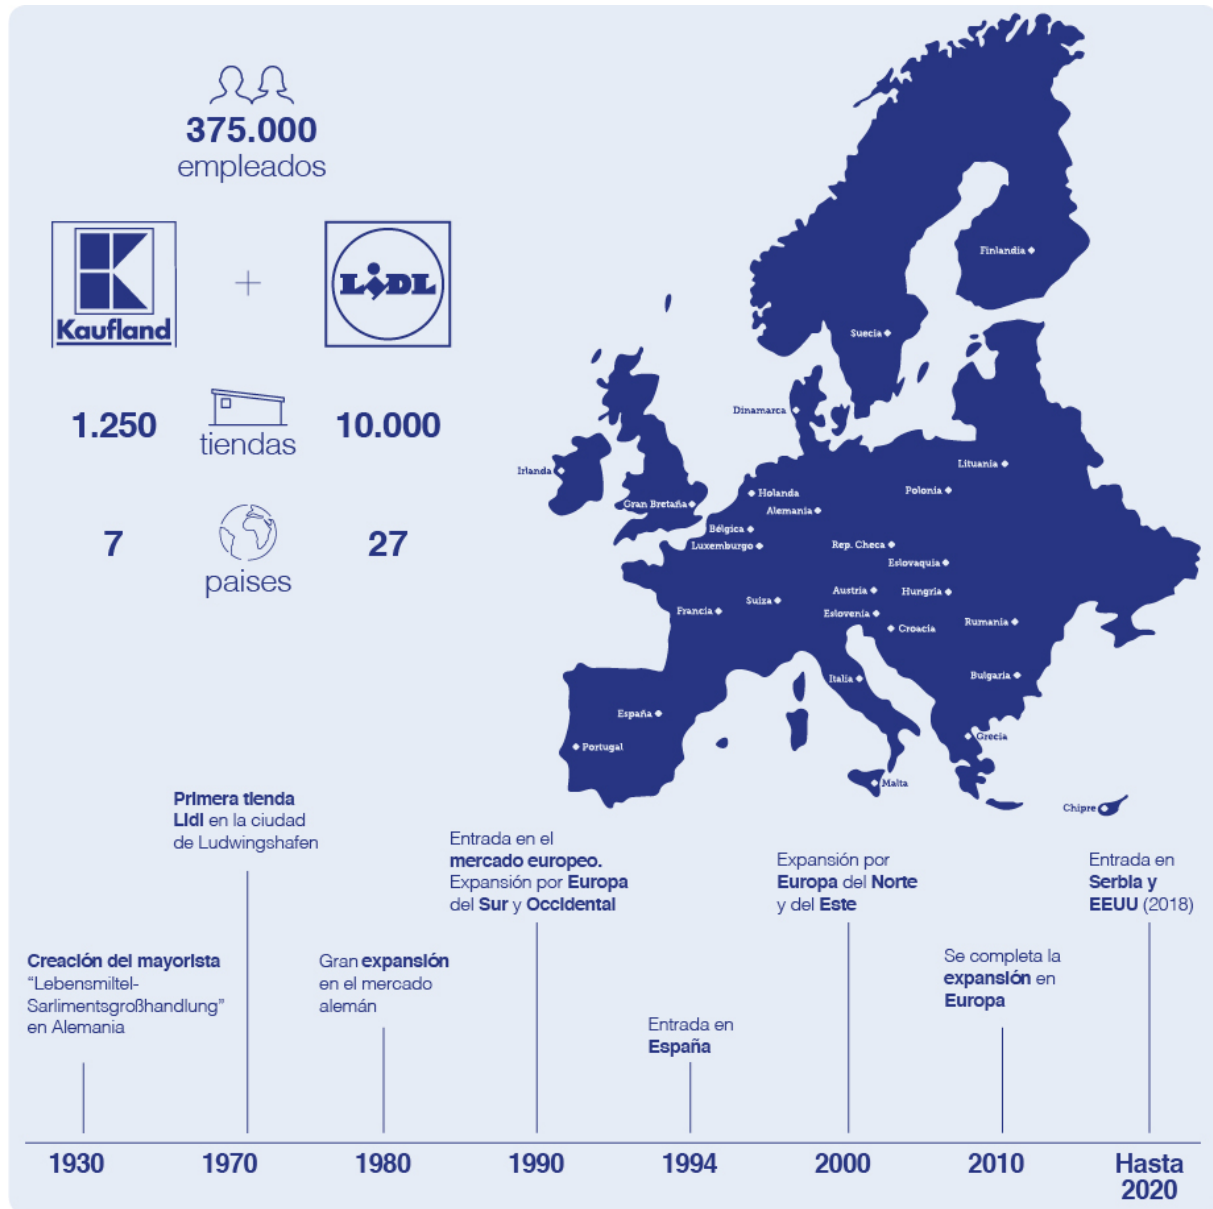 375.000
empleados
Kaufland
+
LIDL
1.250
tiendas
10.000
7
paises
27
Finlandia
Suecia
Dinamarca
Irlanda
Gran Bretaña
Holanda
Alemania
Bélgica
Luxemburgo
Lituania
Polonia
Rep. Checa
Eslovaquia
Austria
Hungría
Suiza
Francia
Eslovenia
Croacia
Rumania
Italia
Bulgaria
España
Portugal
Grecia
Malta
Chipre
Creación del mayorista
“Lebensmiltel-
Sarlimentsgroßhandlung”
en Alemania
Primera tienda
Lidl en la ciudad
de Ludwingshafen
Gran expansión
en el mercado
alemán
Entrada en el
mercado europeo.
Expansión por Europa
del Sur y Occidental
Entrada en
España
Expansión por
Europa del Norte
y del Este
Se completa la
expansión en
Europa
Entrada en
Serbia y
EEUU (2018)
1930
1970
1980
1990
1994
2000
2010
Hasta
2020